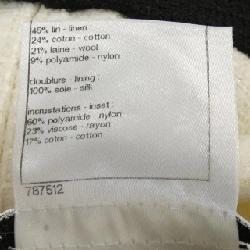 45% lin - linen
24% coton - cotton
21% laine - wool
9% polyamide - nylon
doublure - lining :
100% soie - silk
incrustations - inset :
60% polyamide - nylon
23% viscose - rayon
17% coton - cotton
787512